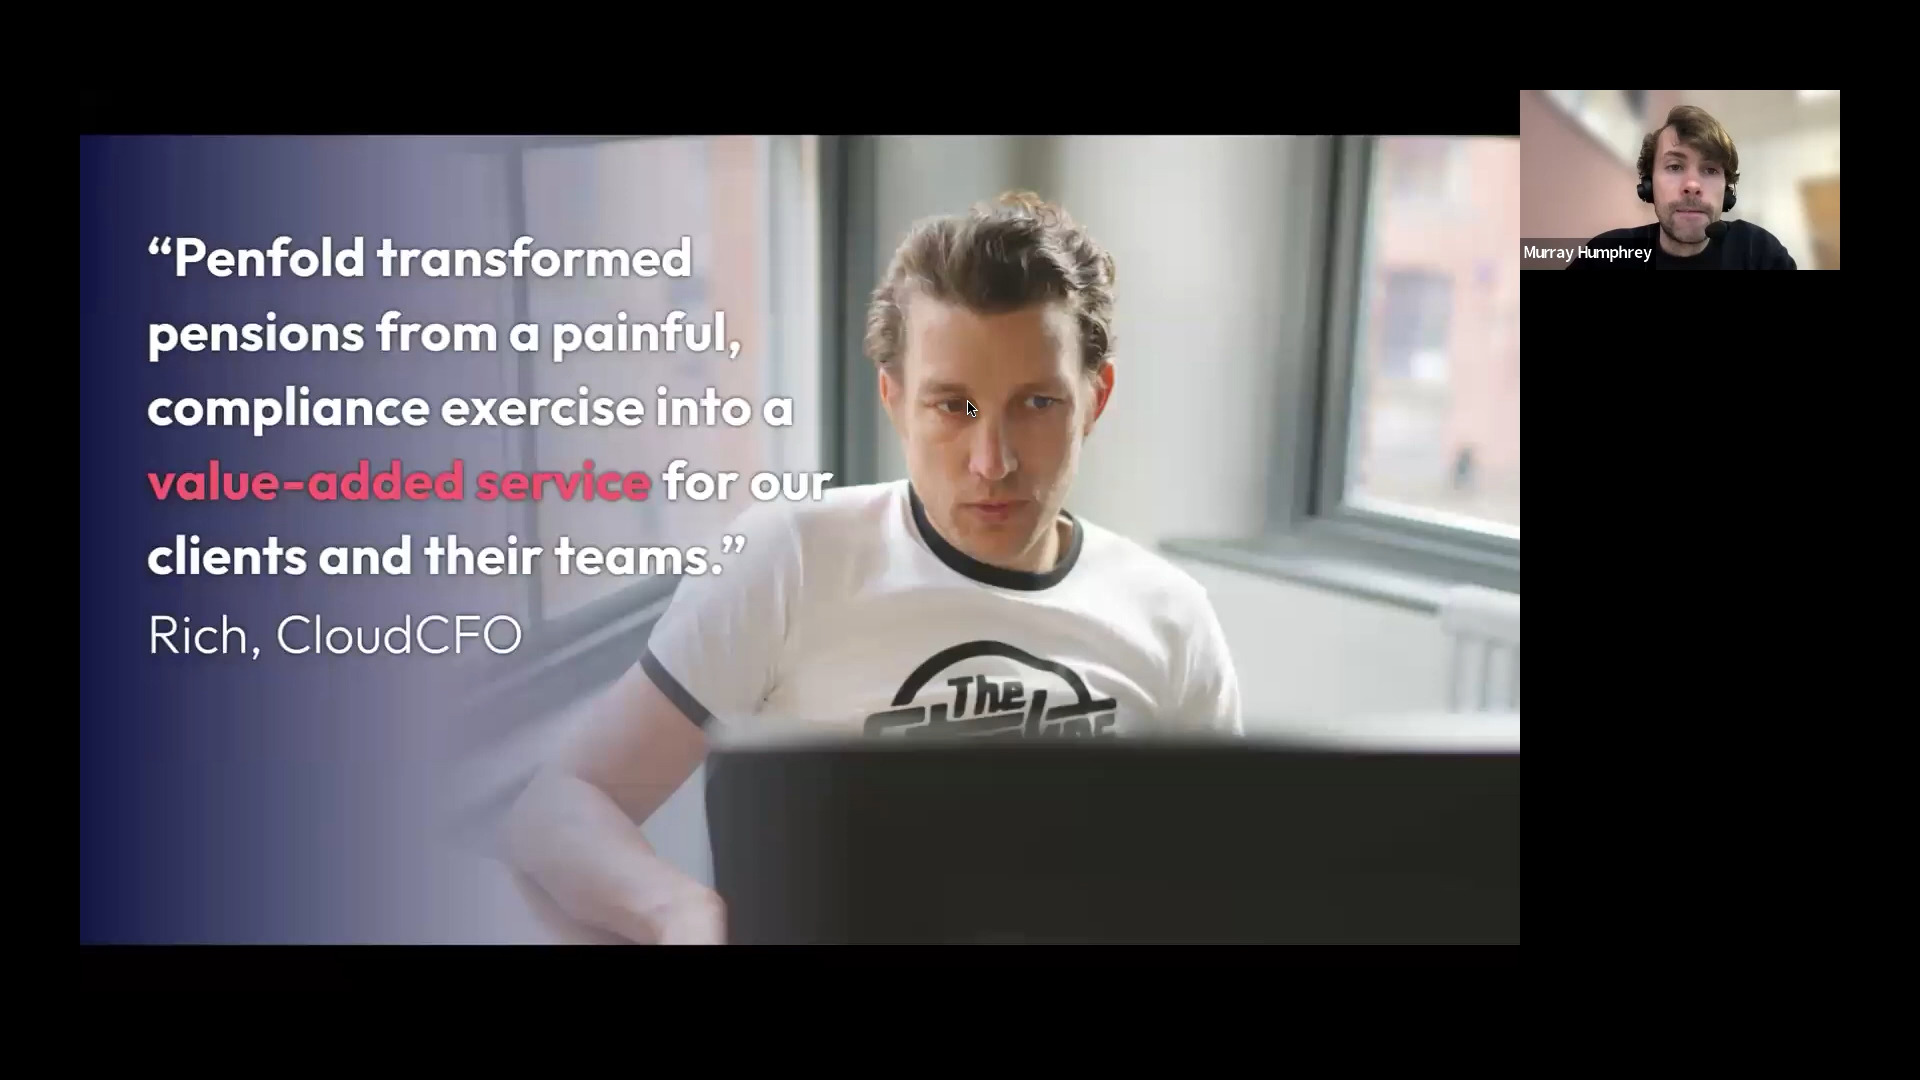 “Penfold transformed
pensions from a painful,
compliance exercise into a
value-added service for our
clients and their teams.”
Rich, CloudCFO
The
Murray Humphrey